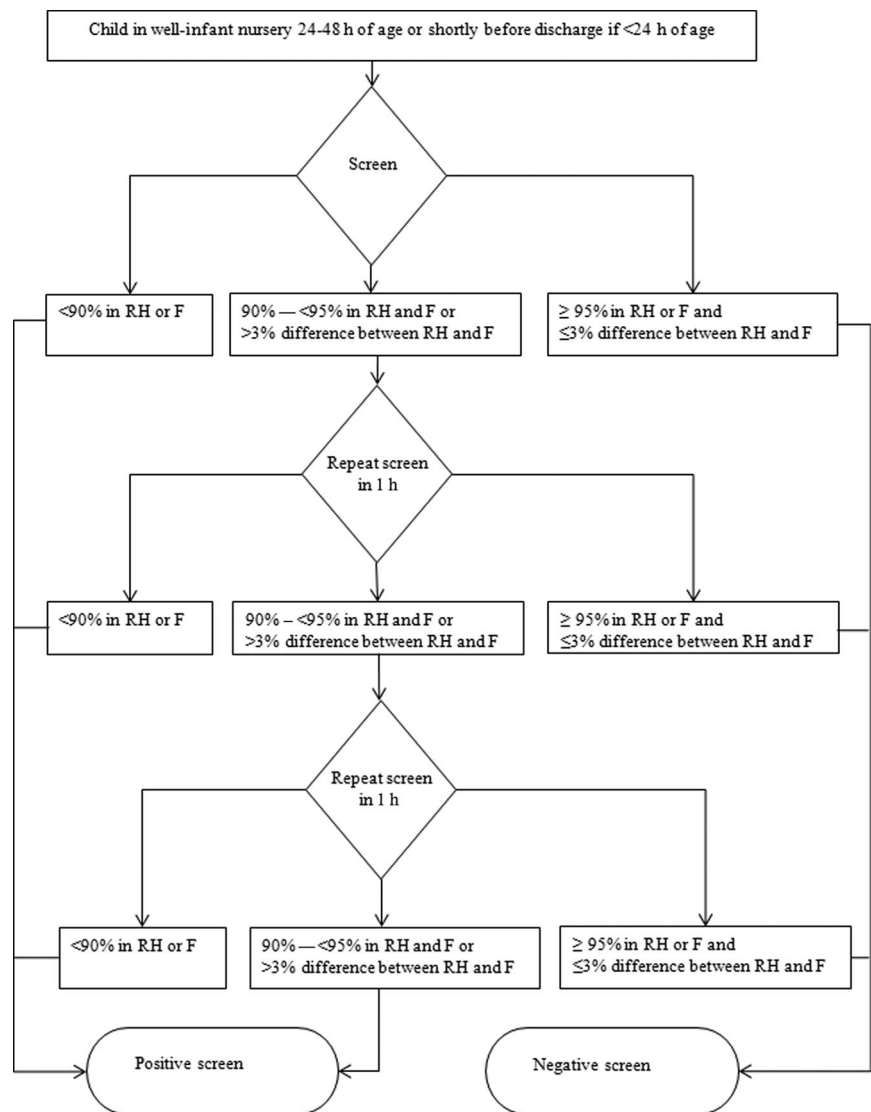 Child in well-infant nursery 24-48 h of age or shortly before discharge if <24 h of age
Screen
<90% in RH or F
90% — <95% in RH and F or
>3% difference between RH and F
≥ 95% in RH or F and
≤3% difference between RH and F
Repeat screen
in 1 h
<90% in RH or F
90% – <95% in RH and F or
>3% difference between RH and F
≥ 95% in RH or F and
≤3% difference between RH and F
Repeat screen
in 1 h
<90% in RH or F
90% — <95% in RH and F or
>3% difference between RH and F
≥ 95% in RH or F and
≤3% difference between RH and F
Positive screen
Negative screen